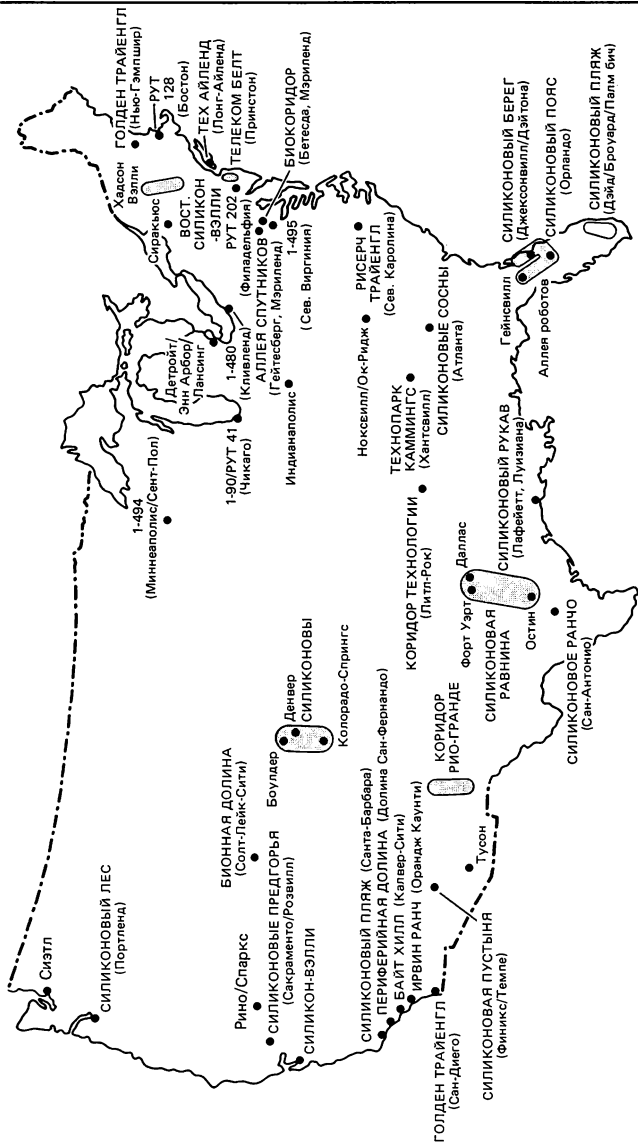 Сиэтл
СИЛИКОНОВЫЙ ЛЕС
(Портленд)
Рино/Спаркс
СИЛИКОНОВЫЕ ПРЕДГОРЬЯ
(Сакраменто/Розвилл)
СИЛИКОН-ВЭЛЛИ
БИОННАЯ ДОЛИНА
(Солт-Лейк-Сити)
СИЛИКОНОВЫЙ ПЛЯЖ (Санта-Барбара)
ПЕРИФЕРИЙНАЯ ДОЛИНА (Долина Сан-Фернандо)
БАЙТ ХИЛЛ (Калвер-Сити)
ИРВИН РАНЧ (Орандж Каунти)
ГОЛДЕН ТРАЙЕНГЛ
(Сан-Диего)
СИЛИКОНОВАЯ ПУСТЫНЯ
(Финикс/Темпе)
Тусон
Боулдер
Денвер
СИЛИКОНОВЫ
Колорадо-Спрингс
КОРИДОР
РИО-ГРАНДЕ
1-494
(Миннеаполис/Сент-Пол)
1-90/РУТ 41
(Чикаго)
Индианаполис
Детройт/
Энн Арбор/
Лансинг
1-480
(Кливленд)
КОРИДОР ТЕХНОЛОГИИ
(Литл-Рок)
Форт Уэрт
Даллас
СИЛИКОНОВАЯ
РАВНИНА
Остин
СИЛИКОНОВОЕ РАНЧО
(Сан-Антонио)
СИЛИКОНОВЫЙ РУКАВ
(Лафейетт, Луизиана)
ТЕХНОПАРК
КАММИНГС
(Хантсвилл)
Ноксвилл/Ок-Ридж
СИЛИКОНОВЫЕ СОСНЫ
(Атланта)
РИСЕРЧ
ТРАЙЕНГЛ
(Сев. Каролина)
Хадсон
Вэлли
Сиракьюс
ВОСТ.
СИЛИКОН
-ВЭЛЛИ
ГОЛДЕН ТРАЙЕНГЛ
(Нью-Гэмпшир)
РУТ
128
(Бостон)
ТЕХ АЙЛЕНД
(Лонг-Айленд)
ТЕЛЕКОМ БЕЛТ
(Принстон)
РУТ 202
(Филадельфия)
БИОКОРИДОР
(Бетесда, Мэриленд)
АЛЛЕЯ СПУТНИКОВ
(Гейтесберг, Мэриленд)
1-495
(Сев. Виргиния)
Гейнсвилл
Аллея роботов
СИЛИКОНОВЫЙ БЕРЕГ
(Джексонвилл/Дэйтона)
СИЛИКОНОВЫЙ ПОЯС
(Орландо)
СИЛИКОНОВЫЙ ПЛЯЖ
(Дэйд/Броуард/Палм бич)